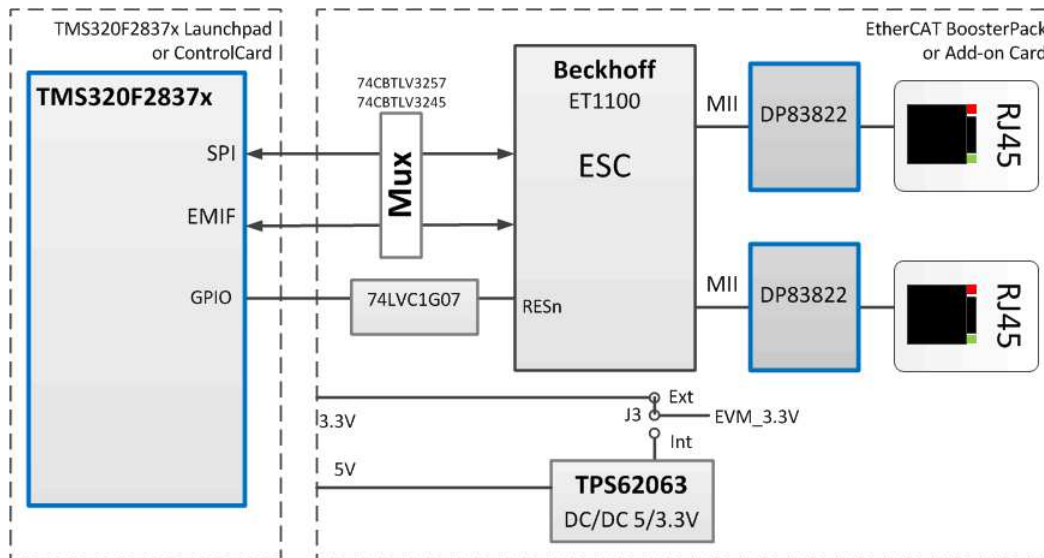 TMS320F2837x Launchpad
or ControlCard
TMS320F2837x
SPI
EMIF
GPIO
EtherCAT BoosterPack
or Add-on Card
74CBTLV3257
74CBTLV3245
Mux
74LVC1G07
Beckhoff
ET1100
ESC
RESn
MII
DP83822
RJ45
MII
DP83822
RJ45
3.3V
Ext
J3
EVM_3.3V
Int
5V
TPS62063
DC/DC 5/3.3V